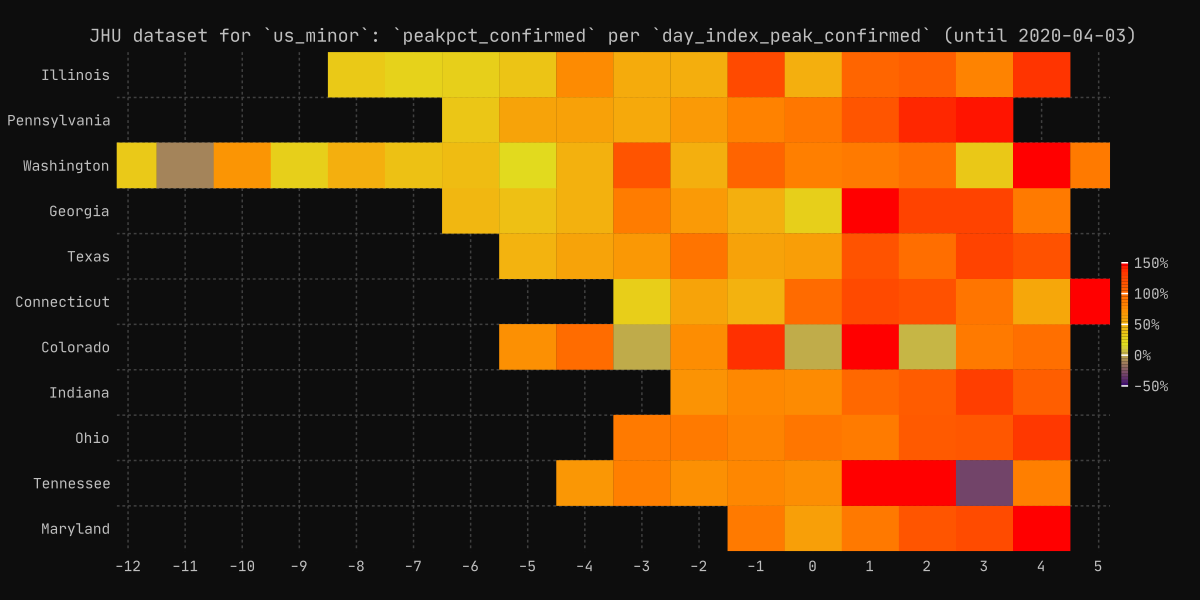 JHU dataset for `us_minor`: `peakpct_confirmed` per `day_index_peak_confirmed` (until 2020-04-03)
Illinois
Pennsylvania
Washington
Georgia
Texas
Connecticut
Colorado
Indiana
Ohio
Tennessee
Maryland
-12 -11 -10 -9 -8 -7 -6 -5 -4 -3 -2 -1 0 1 2 3 4 5
150%
100%
50%
0%
-50%